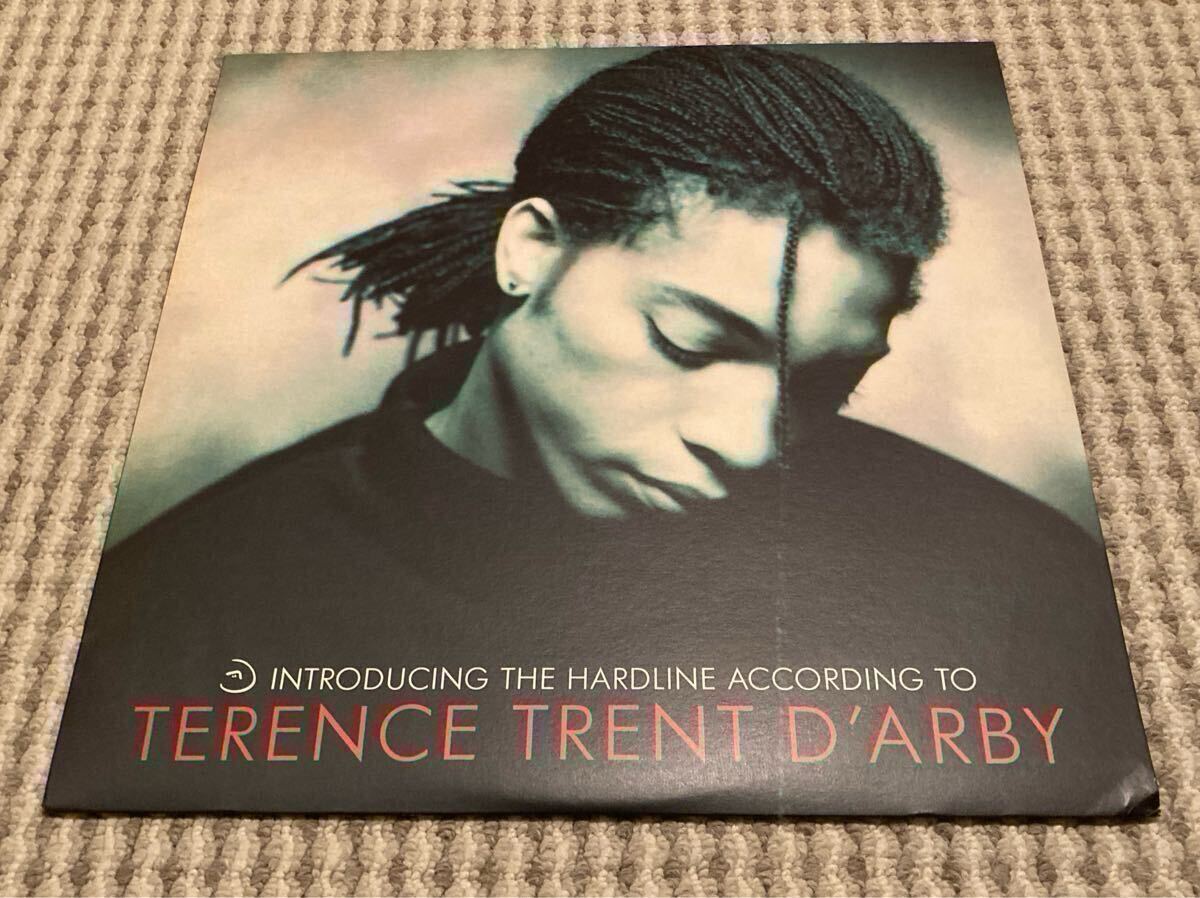 INTRODUCING THE HARDLINE ACCORDING TO
TERENCE TRENT D'ARBY